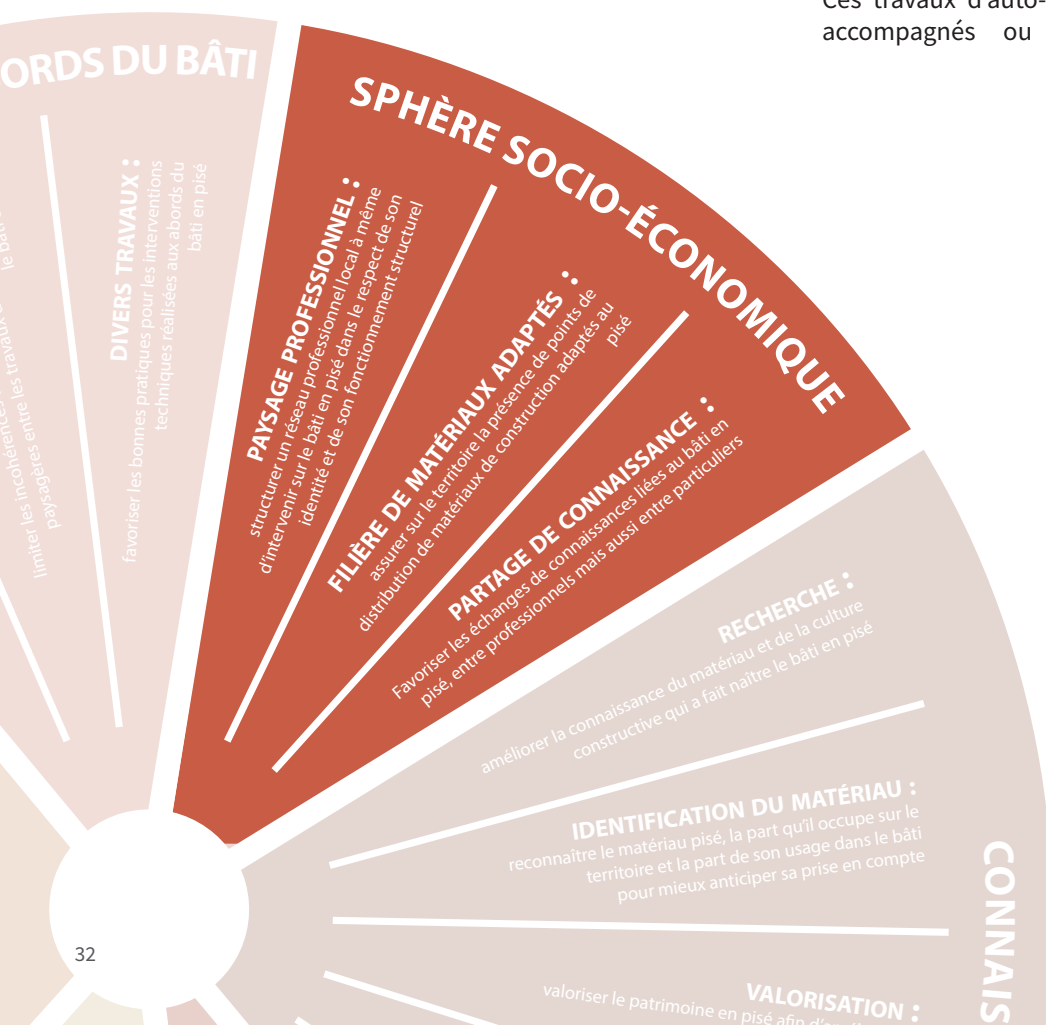 Ces travaux d'auto-
accompagnés ou
ORDS DU BÂTI
limiter les incohérences
paysagères entre les travaux
DIVERS TRAVAUX :
favoriser les bonnes pratiques pour les interventions
techniques réalisées aux abords du
bâti en pisé
SPHÈRE SOCIO-ÉCONOMIQUE
PAYSAGE PROFESSIONNEL :
structurer un réseau professionnel local à même
d'intervenir sur le bâti en pisé dans le respect de son
identité et de son fonctionnement structurel
FILIÈRE DE MATÉRIAUX ADAPTÉS :
assurer sur le territoire la présence de points de
distribution de matériaux de construction adaptés au
pisé
PARTAGE DE CONNAISSANCE :
Favoriser les échanges de connaissances liées au bâti en
pisé, entre professionnels mais aussi entre particuliers
RECHERCHE :
améliorer la connaissance du matériau et de la culture
constructive qui a fait naître le bâti en pisé
IDENTIFICATION DU MATÉRIAU :
reconnaître le matériau pisé, la part qu'il occupe sur le
territoire et la part de son usage dans le bâti
pour mieux anticiper sa prise en compte
CONNAIS
VALORISATION :
valoriser le patrimoine en pisé afin
32